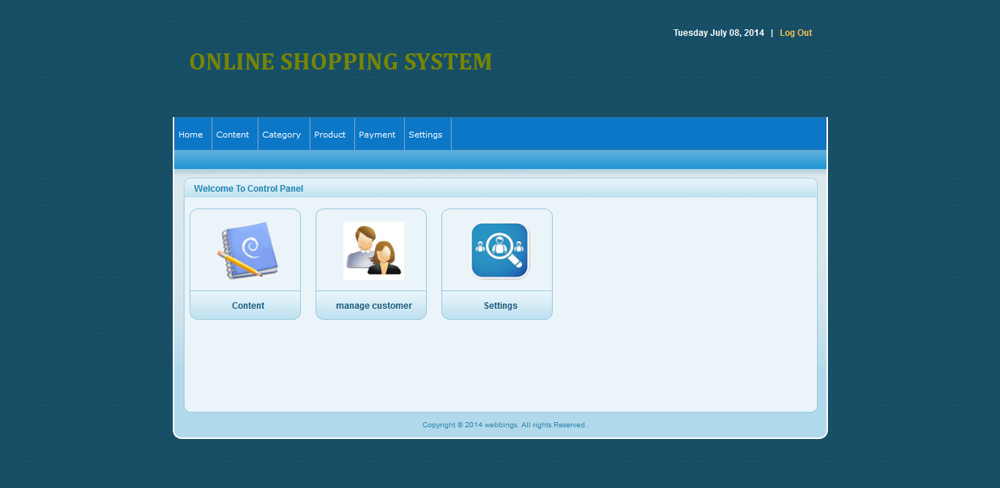 Tuesday July 08, 2014 | Log Out
ONLINE SHOPPING SYSTEM
Home Content Category Product Payment Settings
Welcome To Control Panel
Content manage customer Settings
Copyright © 2014 webbings. All rights Reserved..